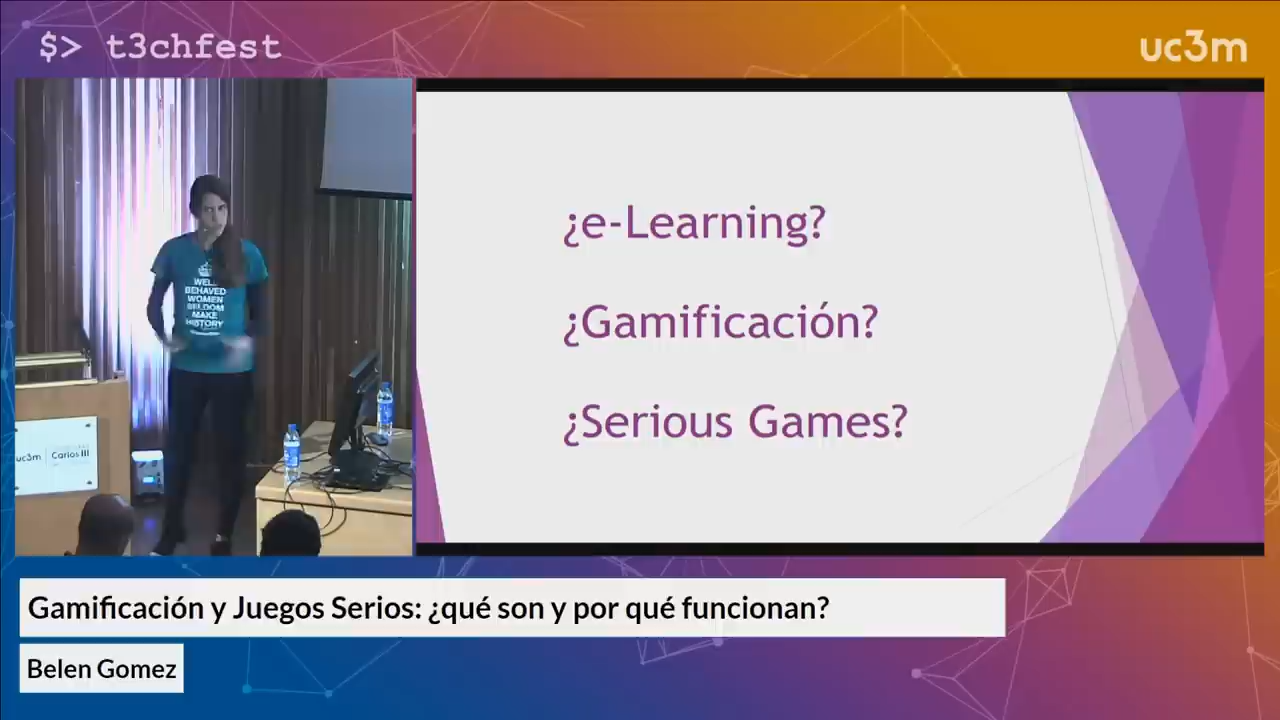 $> t3chfest
uc3m
WELL
BEHAVED
WOMEN
SELDOM
MAKE
HISTORY
uc3m
Carlos III
¿e-Learning?
¿Gamificación?
¿Serious Games?
Gamificación y Juegos Serios: ¿qué son y por qué funcionan?
Belen Gomez